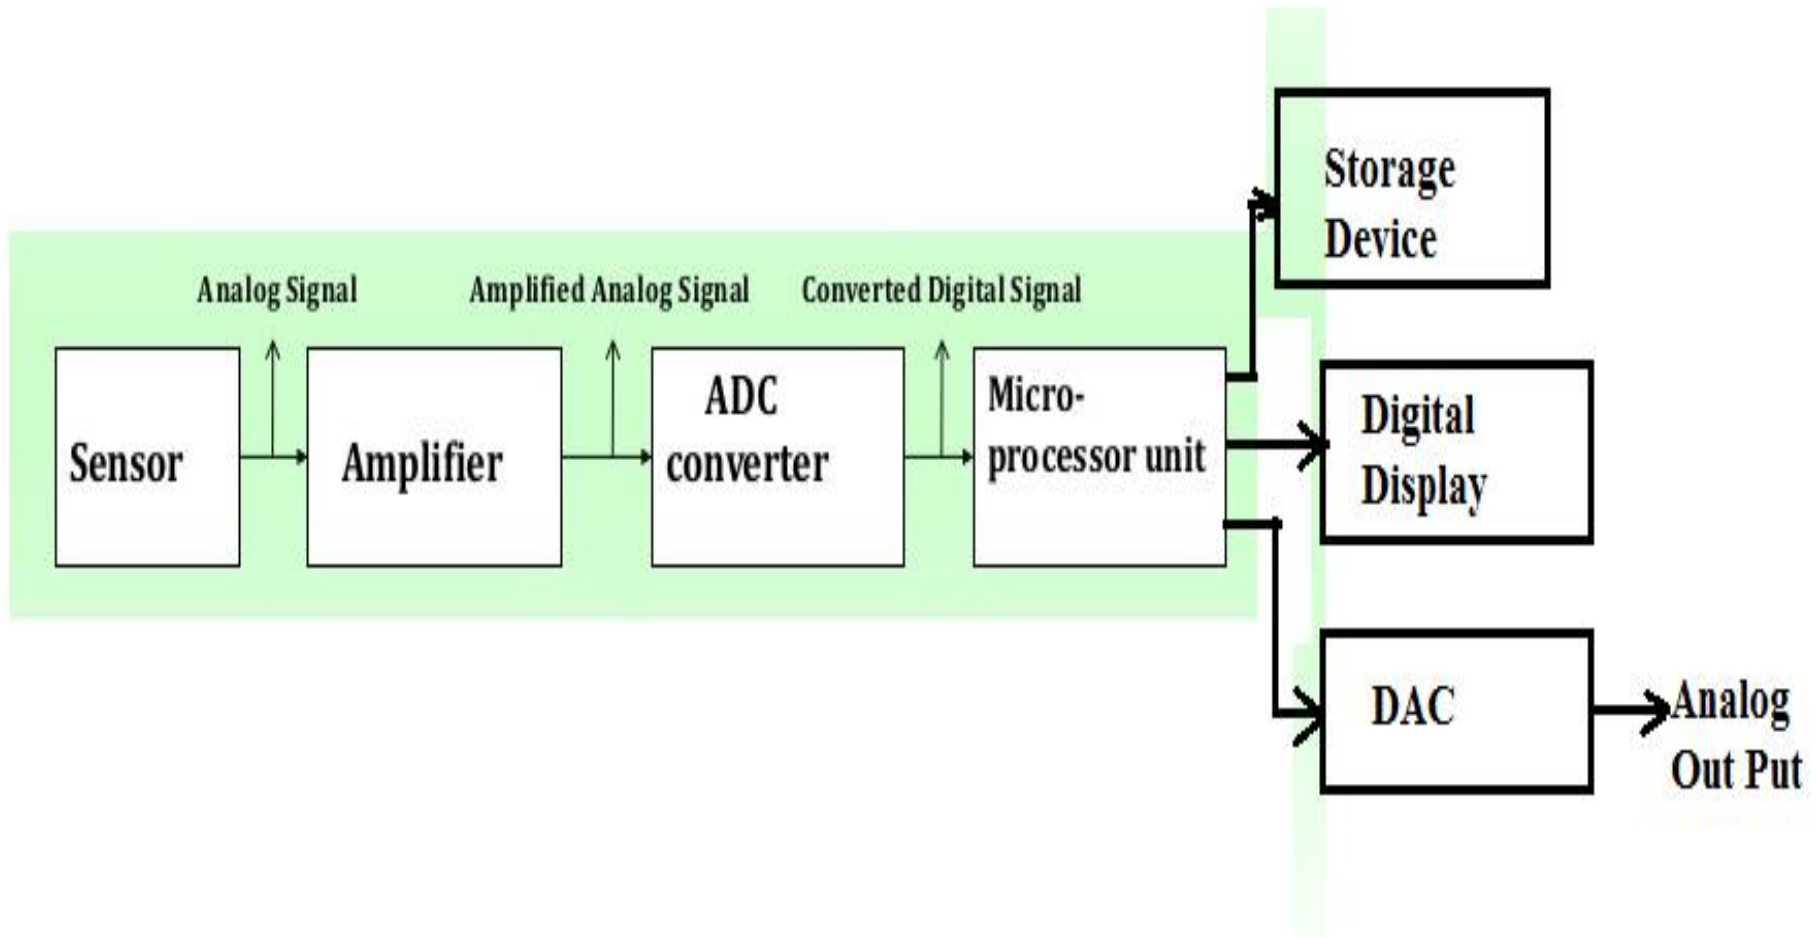 Storage
Device
Analog Signal
Amplified Analog Signal
Converted Digital Signal
Sensor
Amplifier
ADC
converter
Micro-
processor unit
Digital
Display
DAC
Analog
Out Put